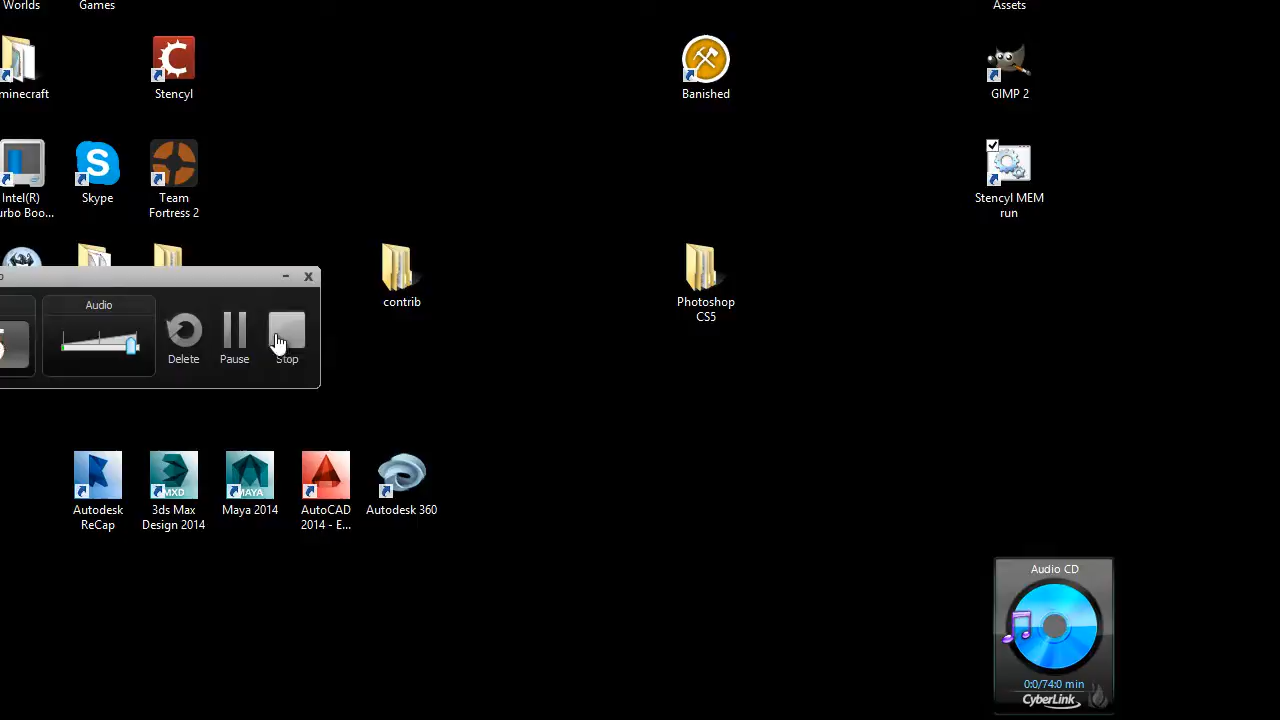 Worlds
Games
Assets
minecraft
Stencyl
Banished
GIMP 2
Intel(R)
urbo Boo...
Skype
Team
Fortress 2
Stencyl MEM
run
contrib
Photoshop
CS5
Audio
Delete
Pause
Stop
Autodesk
ReCap
MXD
3ds Max
Design 2014
MAYA
Maya 2014
AutoCAD
2014 - E...
Autodesk 360
Audio CD
0:0/74:0 min
CyberLink